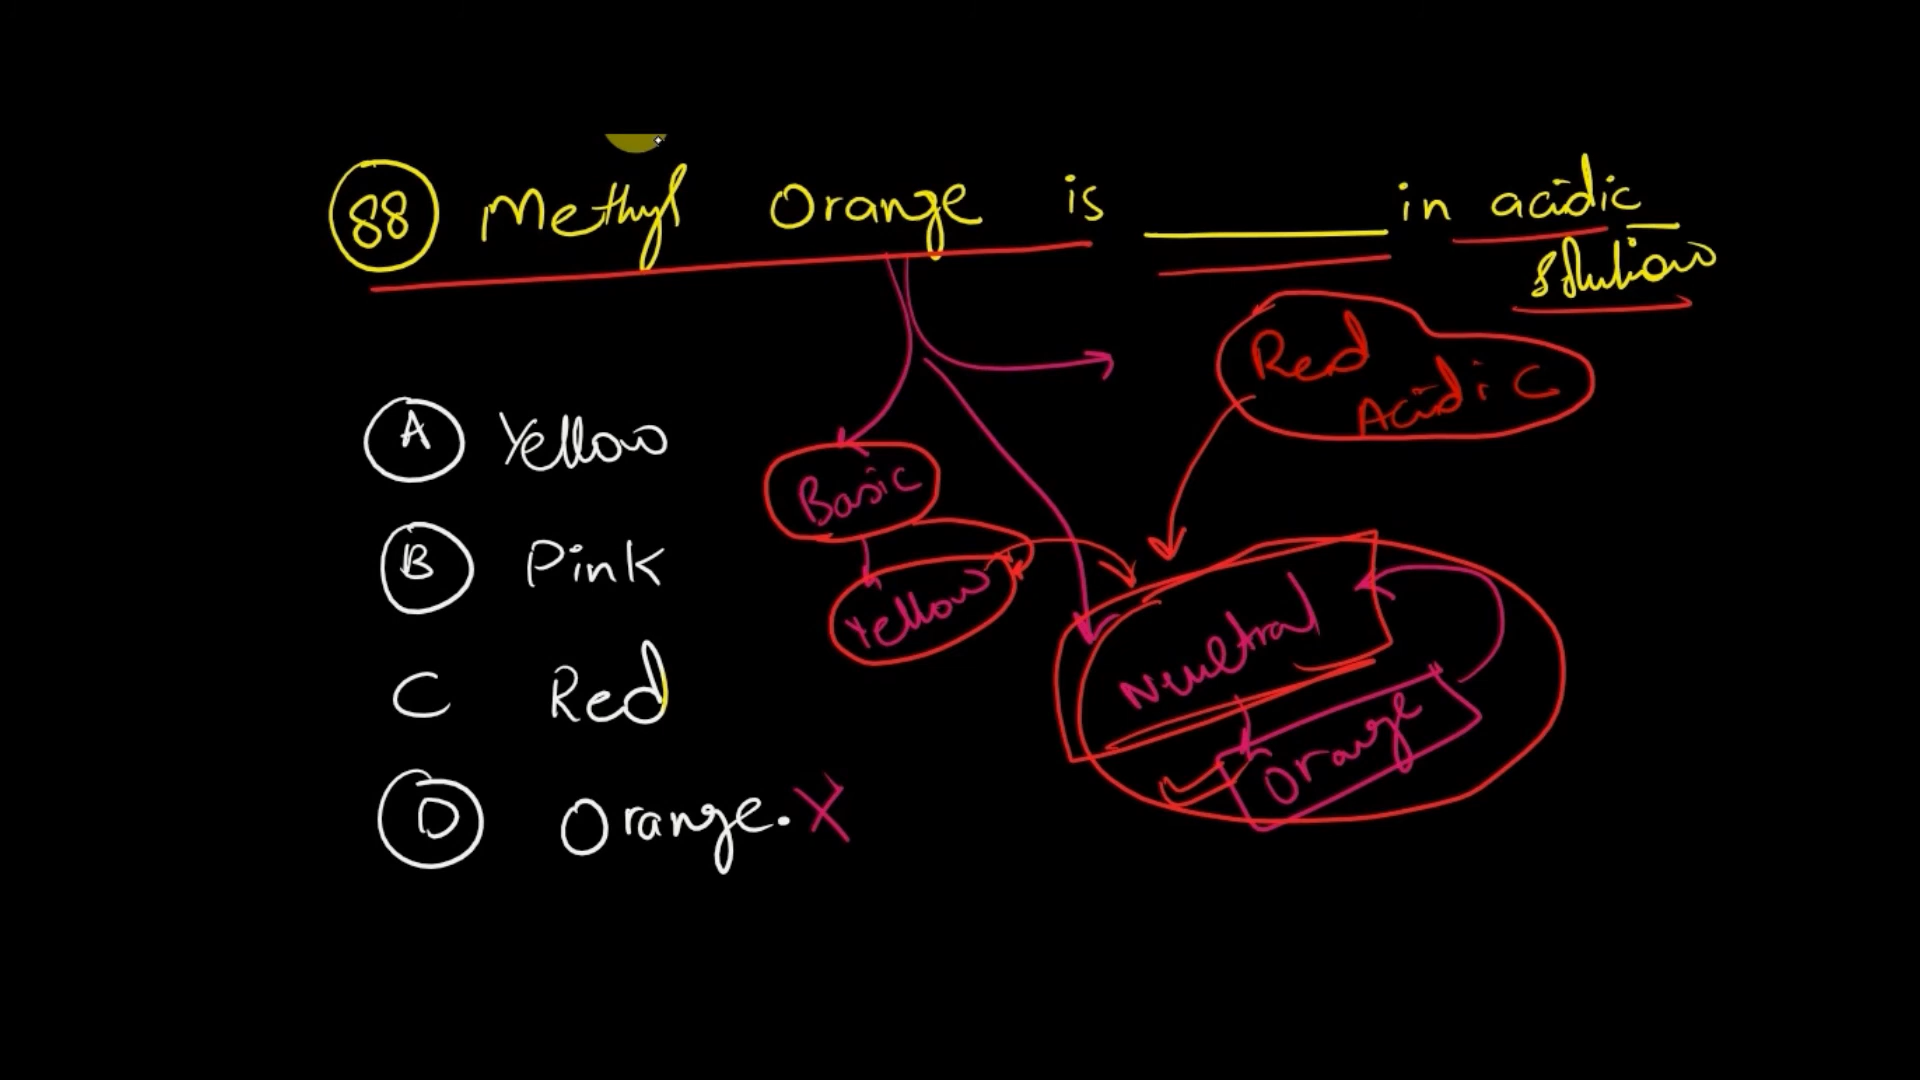 88 Methyl Orange is ________ in acidic
solution
Red
Acidic
A Yellow
Basic
B Pink
Yellow
Neutral
C Red
Orange
D Orange. X